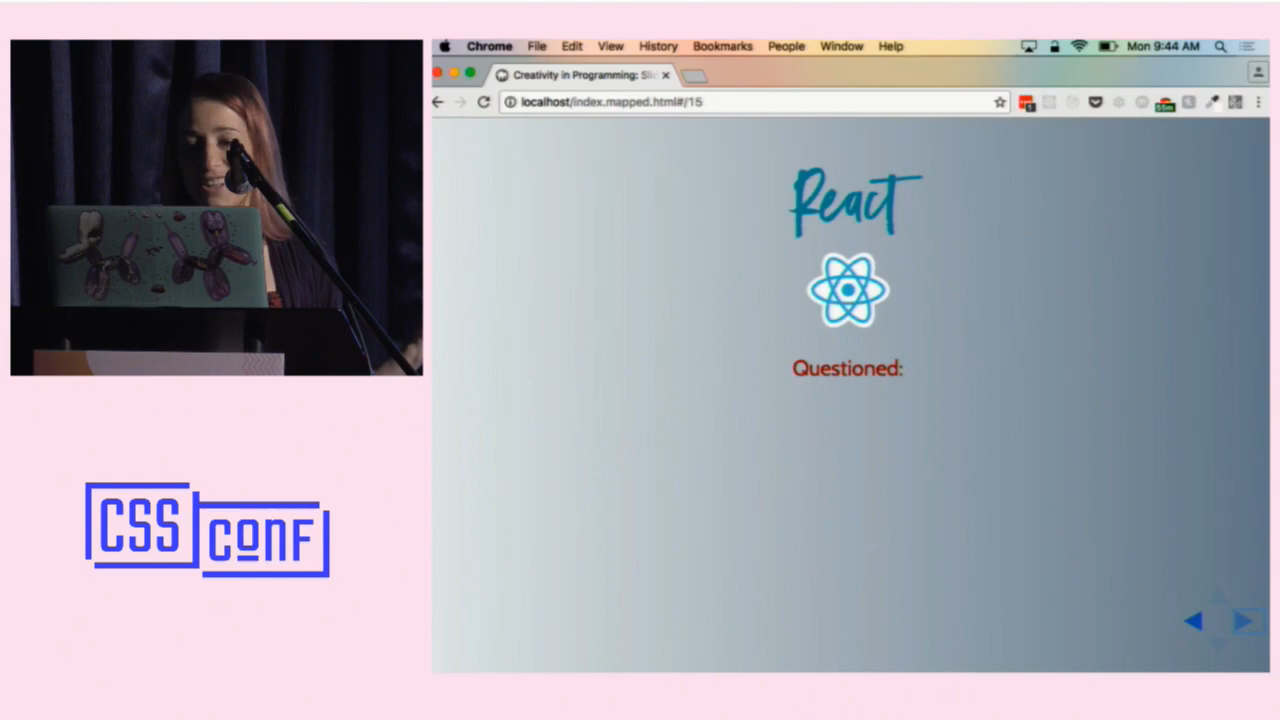 Chrome File Edit View History Bookmarks People Window Help Mon 9:44 AM
Creativity in Programming: Slid
localhost/index.mapped.html#/15
React
Questioned:
CSS
CONF